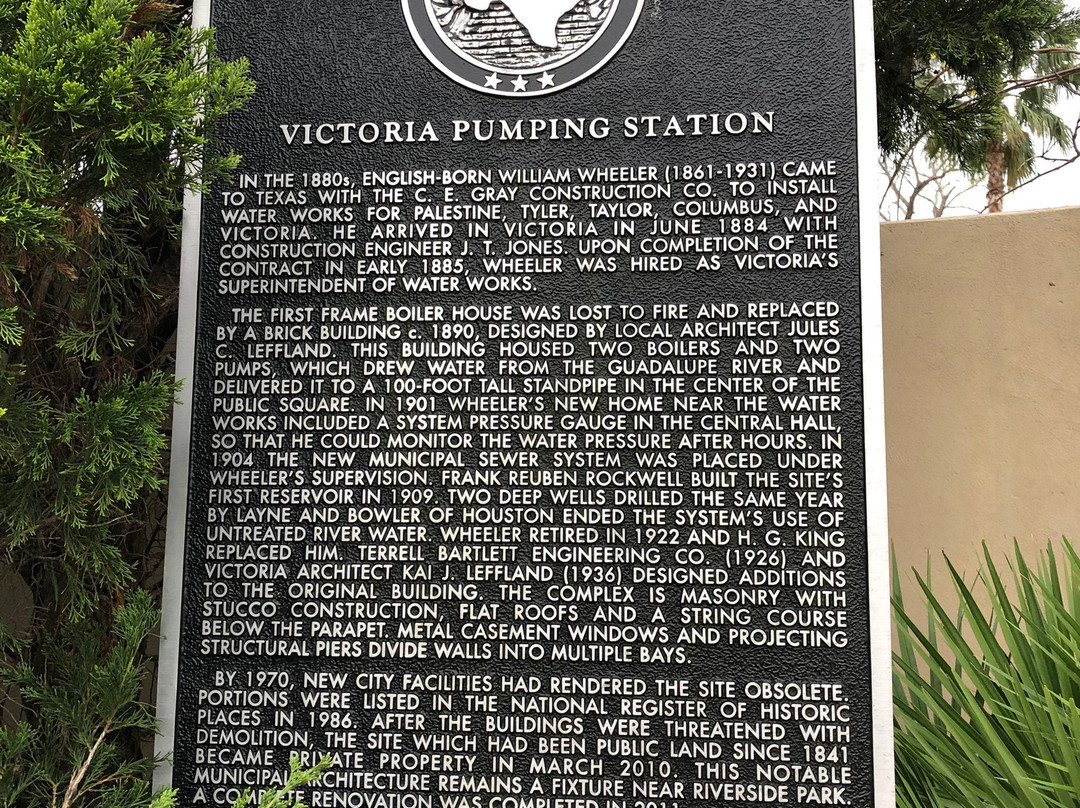 VICTORIA PUMPING STATION
IN THE 1880s, ENGLISH-BORN WILLIAM WHEELER (1861-1931) CAME
TO TEXAS WITH THE C. E. GRAY CONSTRUCTION CO. TO INSTALL
WATER WORKS FOR PALESTINE, TYLER, TAYLOR, COLUMBUS, AND
VICTORIA. HE ARRIVED IN VICTORIA IN JUNE 1884 WITH
CONSTRUCTION ENGINEER J. T. JONES. UPON COMPLETION OF THE
CONTRACT IN EARLY 1885, WHEELER WAS HIRED AS VICTORIA'S
SUPERINTENDENT OF WATER WORKS.
THE FIRST FRAME BOILER HOUSE WAS LOST TO FIRE AND REPLACED
BY A BRICK BUILDING c. 1890, DESIGNED BY LOCAL ARCHITECT JULES
C. LEFFLAND. THIS BUILDING HOUSED TWO BOILERS AND TWO
PUMPS, WHICH DREW WATER FROM THE GUADALUPE RIVER AND
DELIVERED IT TO A 100-FOOT TALL STANDPIPE IN THE CENTER OF THE
PUBLIC SQUARE. IN 1901 WHEELER'S NEW HOME NEAR THE WATER
WORKS INCLUDED A SYSTEM PRESSURE GAUGE IN THE CENTRAL HALL,
SO THAT HE COULD MONITOR THE WATER PRESSURE AFTER HOURS. IN
1904 THE NEW MUNICIPAL SEWER SYSTEM WAS PLACED UNDER
WHEELER'S SUPERVISION. FRANK REUBEN ROCKWELL BUILT THE SITE'S
FIRST RESERVOIR IN 1909. TWO DEEP WELLS DRILLED THE SAME YEAR
BY LAYNE AND BOWLER OF HOUSTON ENDED THE SYSTEM'S USE OF
UNTREATED RIVER WATER. WHEELER RETIRED IN 1922 AND H. G. KING
REPLACED HIM. TERRELL BARTLETT ENGINEERING CO. (1926) AND
VICTORIA ARCHITECT KAI J. LEFFLAND (1936) DESIGNED ADDITIONS
TO THE ORIGINAL BUILDING. THE COMPLEX IS MASONRY WITH
STUCCO CONSTRUCTION, FLAT ROOFS AND A STRING COURSE
BELOW THE PARAPET. METAL CASEMENT WINDOWS AND PROJECTING
STRUCTURAL PIERS DIVIDE WALLS INTO MULTIPLE BAYS.
BY 1970, NEW CITY FACILITIES HAD RENDERED THE SITE OBSOLETE.
PORTIONS WERE LISTED IN THE NATIONAL REGISTER OF HISTORIC
PLACES IN 1986. AFTER THE BUILDINGS WERE THREATENED WITH
DEMOLITION, THE SITE WHICH HAD BEEN PUBLIC LAND SINCE 1841
BECAME PRIVATE PROPERTY IN MARCH 2010. THIS NOTABLE
MUNICIPAL ARCHITECTURE REMAINS A FIXTURE NEAR RIVERSIDE PARK.
A COMPLETE RENOVATION WAS COMPLETED IN 2011.